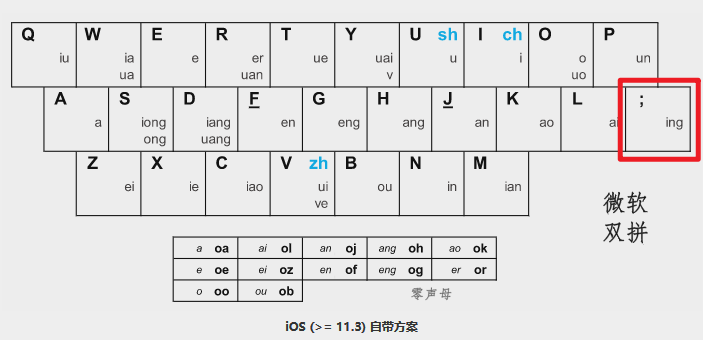 Q W E R T Y U sh I ch O P
iu ia e er ue uai u i o un
ua uan v uo
A S D F G H J K L ;
a iong iang en eng ang an ao ai ing
ong uang
Z X C V zh B N M
ei ie iao ui ou in ian
ve
微软
双拼
a oa ai ol an oj ang oh ao ok
e oe ei oz en of eng og er or
o oo ou ob
零声母
iOS (>= 11.3) 自带方案